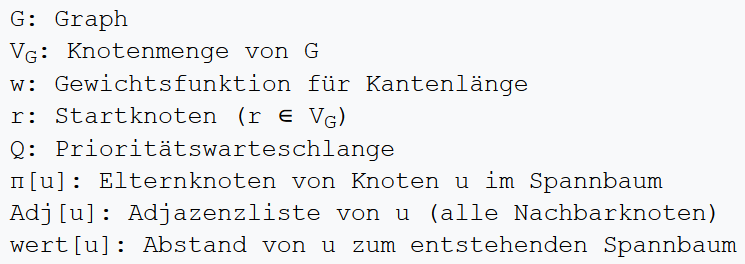 G: Graph
V_G: Knotenmenge von G
w: Gewichtsfunktion für Kantenlänge
r: Startknoten (r ∈ V_G)
Q: Prioritätswarteschlange
π[u]: Elternknoten von Knoten u im Spannbaum
Adj[u]: Adjazenzliste von u (alle Nachbarknoten)
wert[u]: Abstand von u zum entstehenden Spannbaum